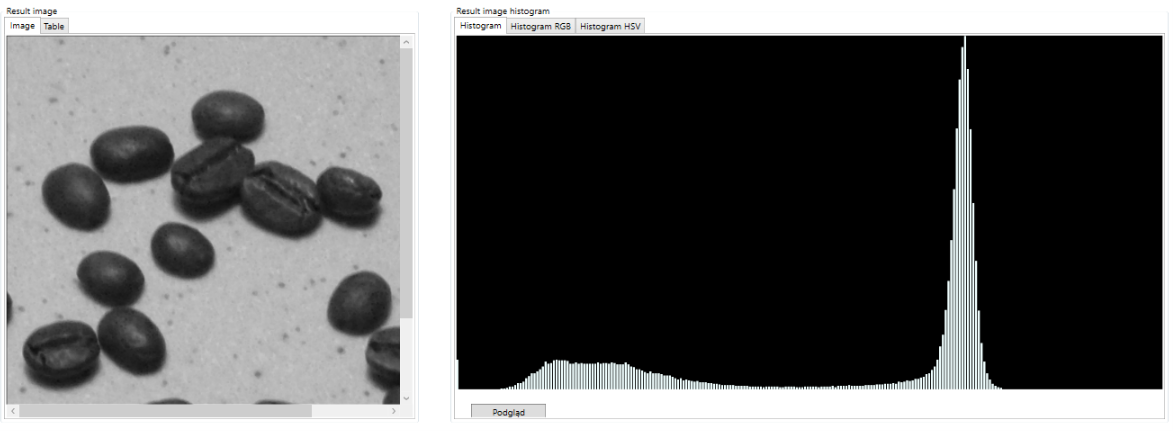 Result image
Image Table
Result image histogram
Histogram Histogram RGB Histogram HSV
Podgląd